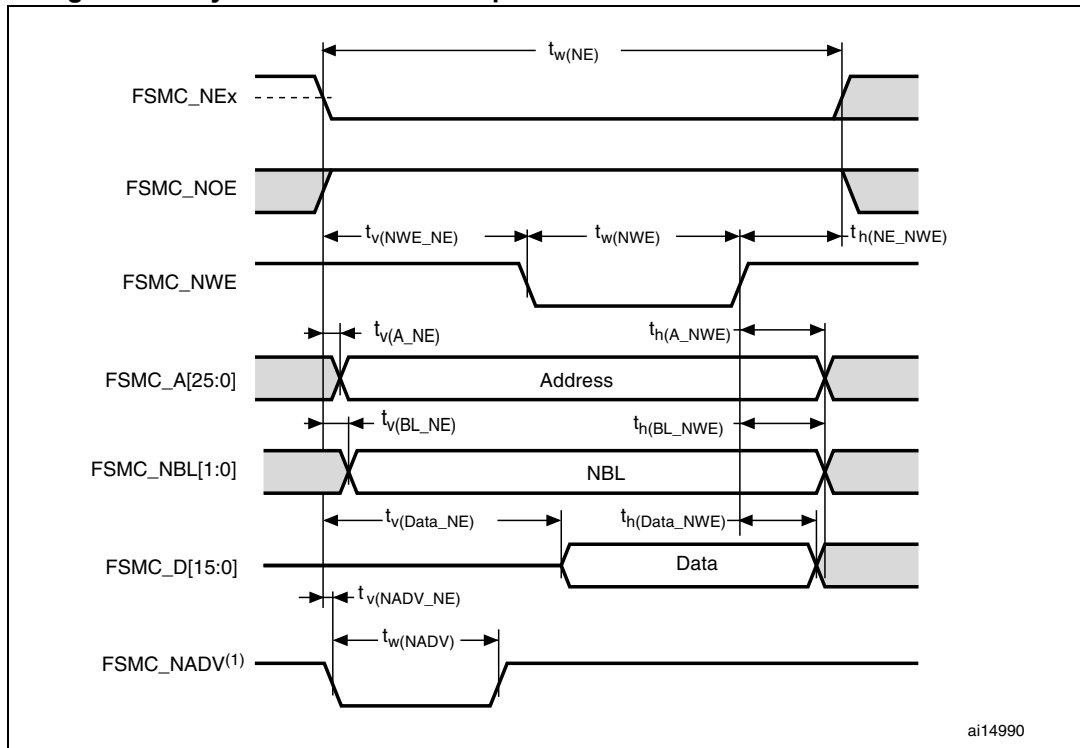 tw(NE)
FSMC_NEx
FSMC_NOE
tv(NWE_NE) tw(NWE) th(NE_NWE)
FSMC_NWE
tv(A_NE) th(A_NWE)
FSMC_A[25:0] Address
tv(BL_NE) th(BL_NWE)
FSMC_NBL[1:0] NBL
tv(Data_NE) th(Data_NWE)
FSMC_D[15:0] Data
tv(NADV_NE)
tw(NADV)
FSMC_NADV(1)
ai14990